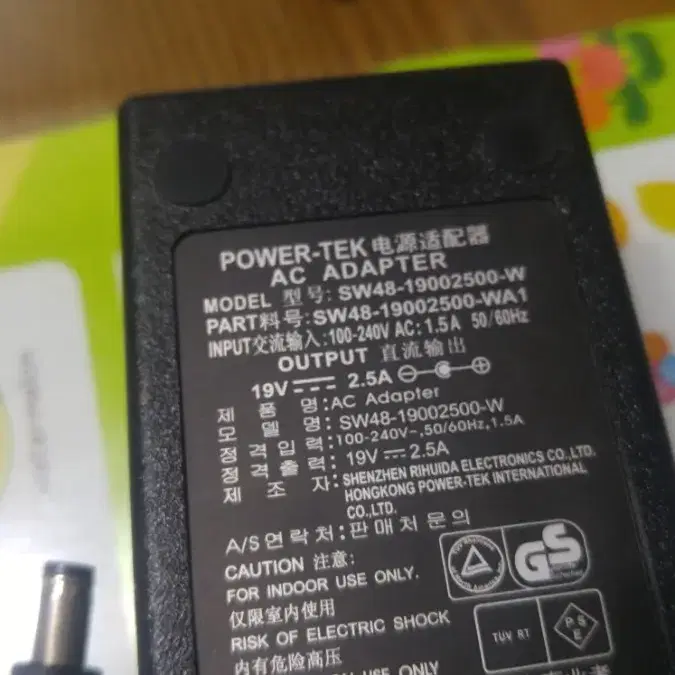 POWER-TEK 电源适配器
AC ADAPTER
MODEL 型号: SW48-19002500-W
PART料号: SW48-19002500-WA1
INPUT交流输入:100-240V AC: 1.5A 50/60Hz
OUTPUT 直流输出
19V 2.5A
제 품 명:AC Adapter
모 델 명:SW48-19002500-W
정격입력:100-240V~,50/60Hz,1.5A
정격출력:19V 2.5A
제 조 자:SHENZHEN RIHUIDA ELECTRONICS CO.,LTD.
HONGKONG POWER-TEK INTERNATIONAL
CO.,LTD.
A/S연락처:판매처문의
CAUTION 注意:
FOR INDOOR USE ONLY.
仅限室内使用
RISK OF ELECTRIC SHOCK
内有危险高压
USE ONLY
GS
TUV RT
PSE